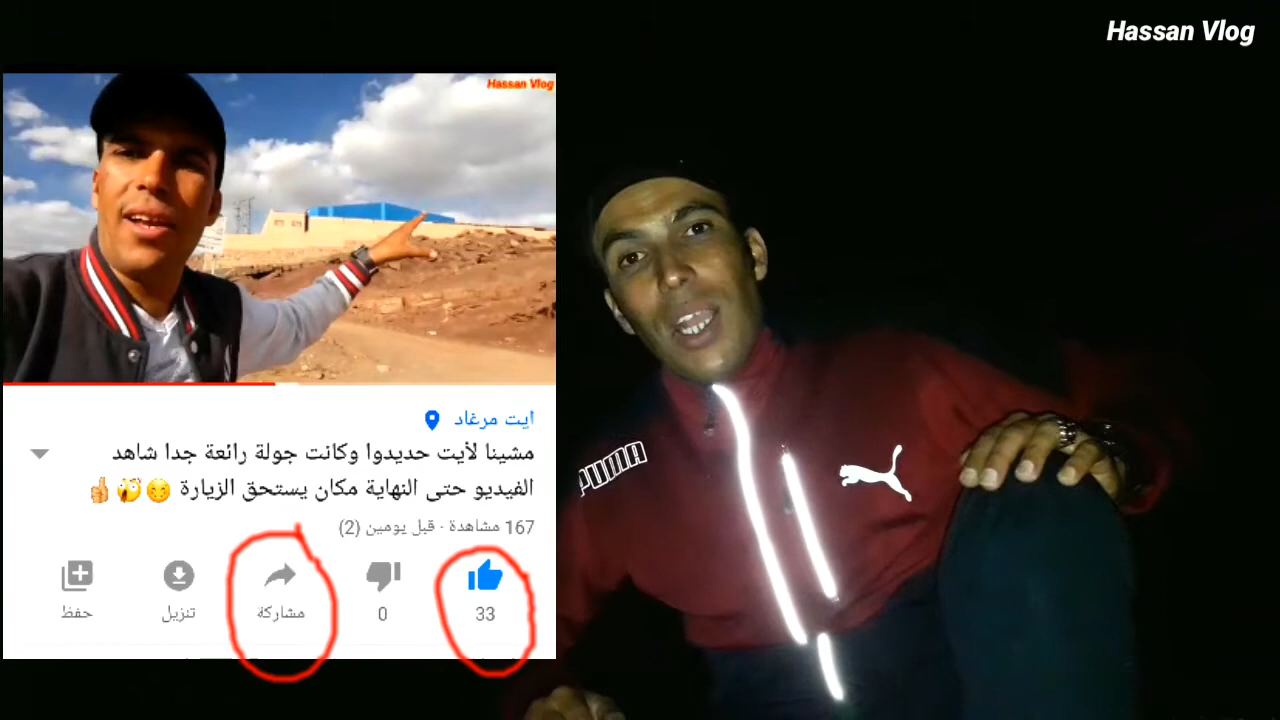 Hassan Vlog
Hassan Vlog
ايت مرغاد
مشينا لأيت حديدوا وكانت جولة رائعة جدا شاهد
الفيديو حتى النهاية مكان يستحق الزيارة 😋🤪👍
167 مشاهدة · قبل يومين (2)
33
0
مشاركة
تنزيل
حفظ
PUMA